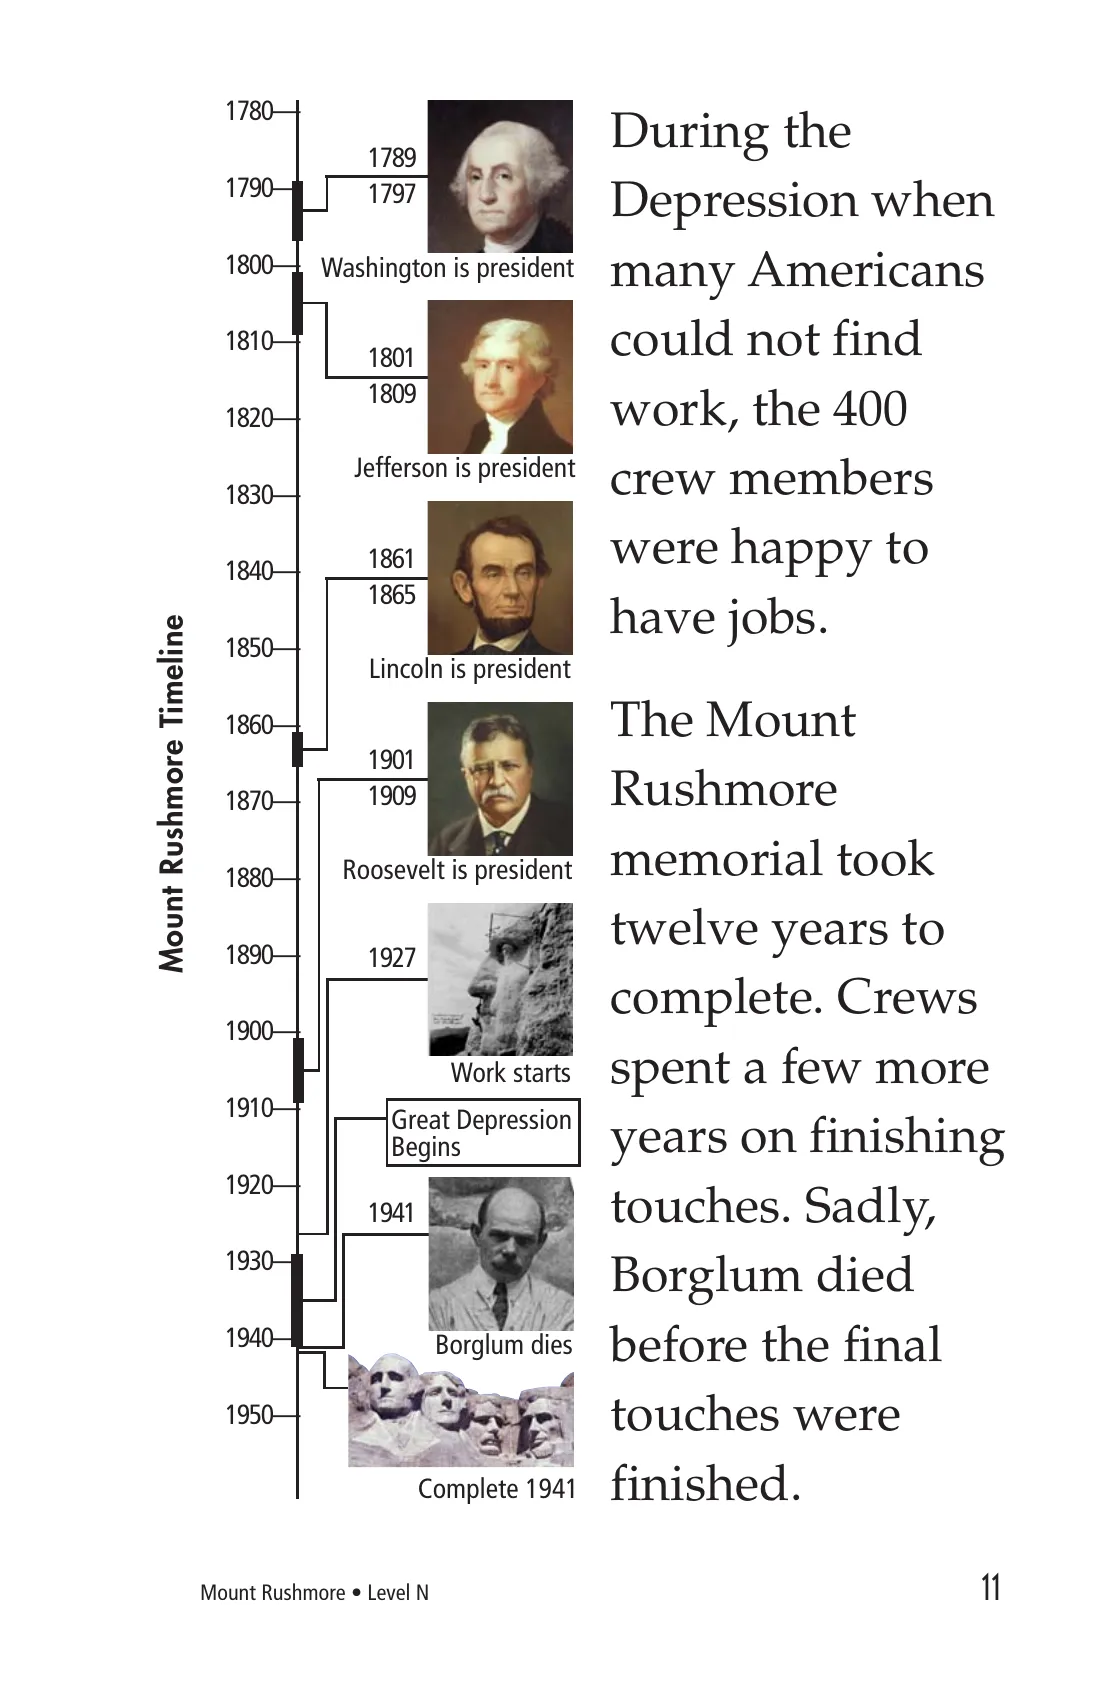 Mount Rushmore Timeline
1780
1790
1800
1810
1820
1830
1840
1850
1860
1870
1880
1890
1900
1910
1920
1930
1940
1950
1789
1797
Washington is president
1801
1809
Jefferson is president
1861
1865
Lincoln is president
1901
1909
Roosevelt is president
1927
Work starts
Great Depression
Begins
1941
Borglum dies
Complete 1941
During the
Depression when
many Americans
could not find
work, the 400
crew members
were happy to
have jobs.
The Mount
Rushmore
memorial took
twelve years to
complete. Crews
spent a few more
years on finishing
touches. Sadly,
Borglum died
before the final
touches were
finished.
Mount Rushmore • Level N
11